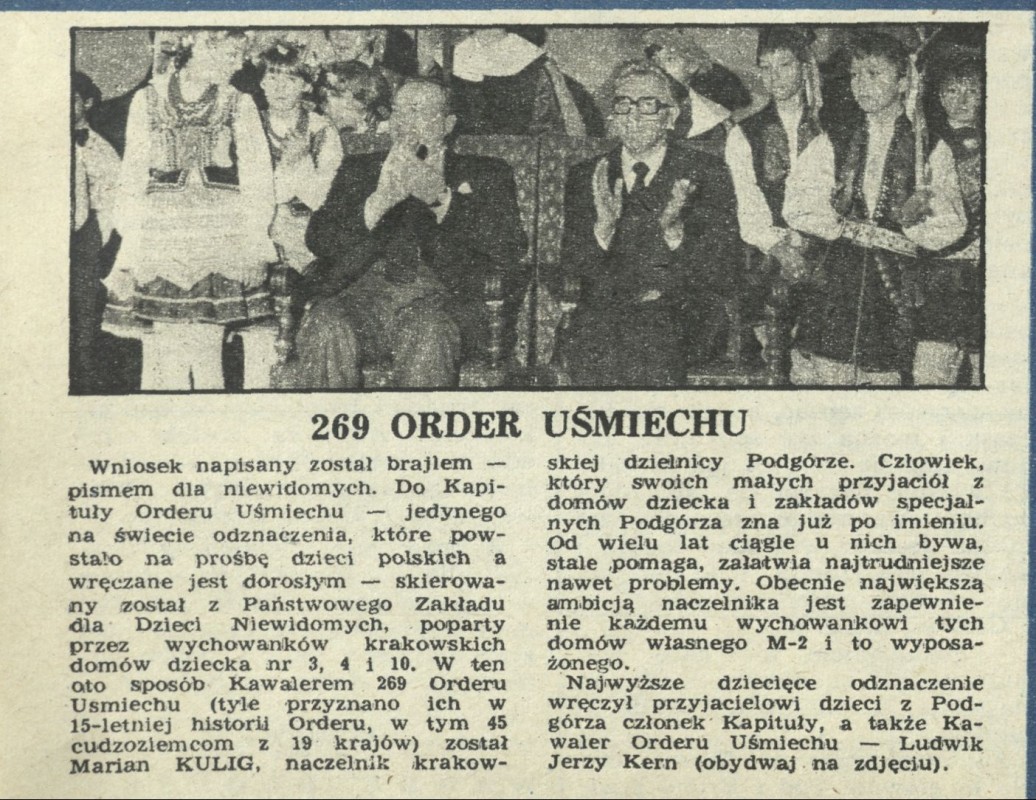 269 ORDER UŚMIECHU
Wniosek napisany został brajlem —
pismem dla niewidomych. Do Kapi-
tuły Orderu Uśmiechu — jedynego
na świecie odznaczenia, które pow-
stało na prośbę dzieci polskich a
wręczane jest dorosłym — skierowa-
ny został z Państwowego Zakładu
dla Dzieci Niewidomych, poparty
przez wychowanków krakowskich
domów dziecka nr 3, 4 i 10. W ten
oto sposób Kawalerem 269 Orderu
Usmiechu (tyle przyznano ich w
15-letniej historii Orderu, w tym 45
cudzoziemcom z 19 krajów) został
Marian KULIG, naczelnik krakow-
skiej dzielnicy Podgórze. Człowiek,
który swoich małych przyjaciół z
domów dziecka i zakładów specjal-
nych Podgórza zna już po imieniu.
Od wielu lat ciągle u nich bywa,
stale pomaga, załatwia najtrudniejsze
nawet problemy. Obecnie największą
ambicją naczelnika jest zapewnie-
nie każdemu wychowankowi tych
domów własnego M-2 i to wyposa-
żonego.
Najwyższe dziecięce odznaczenie
wręczył przyjacielowi dzieci z Pod-
górza członek Kapituły, a także Ka-
waler Orderu Uśmiechu — Ludwik
Jerzy Kern (obydwaj na zdjęciu).